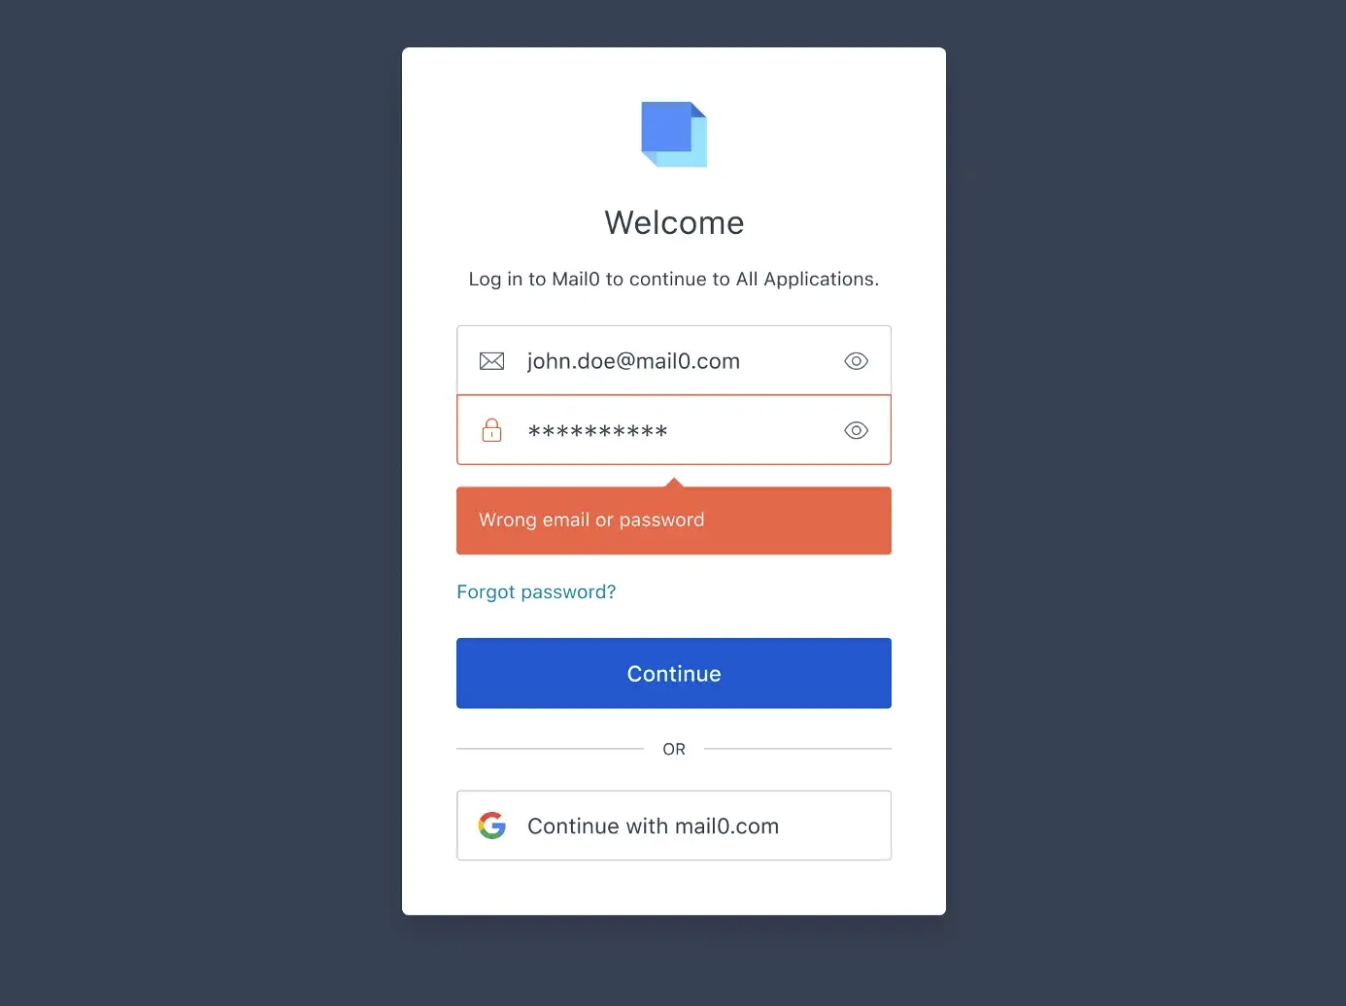 Welcome
Log in to Mail0 to continue to All Applications.
john.doe@mail0.com
**********
Wrong email or password
Forgot password?
Continue
OR
Continue with mail0.com